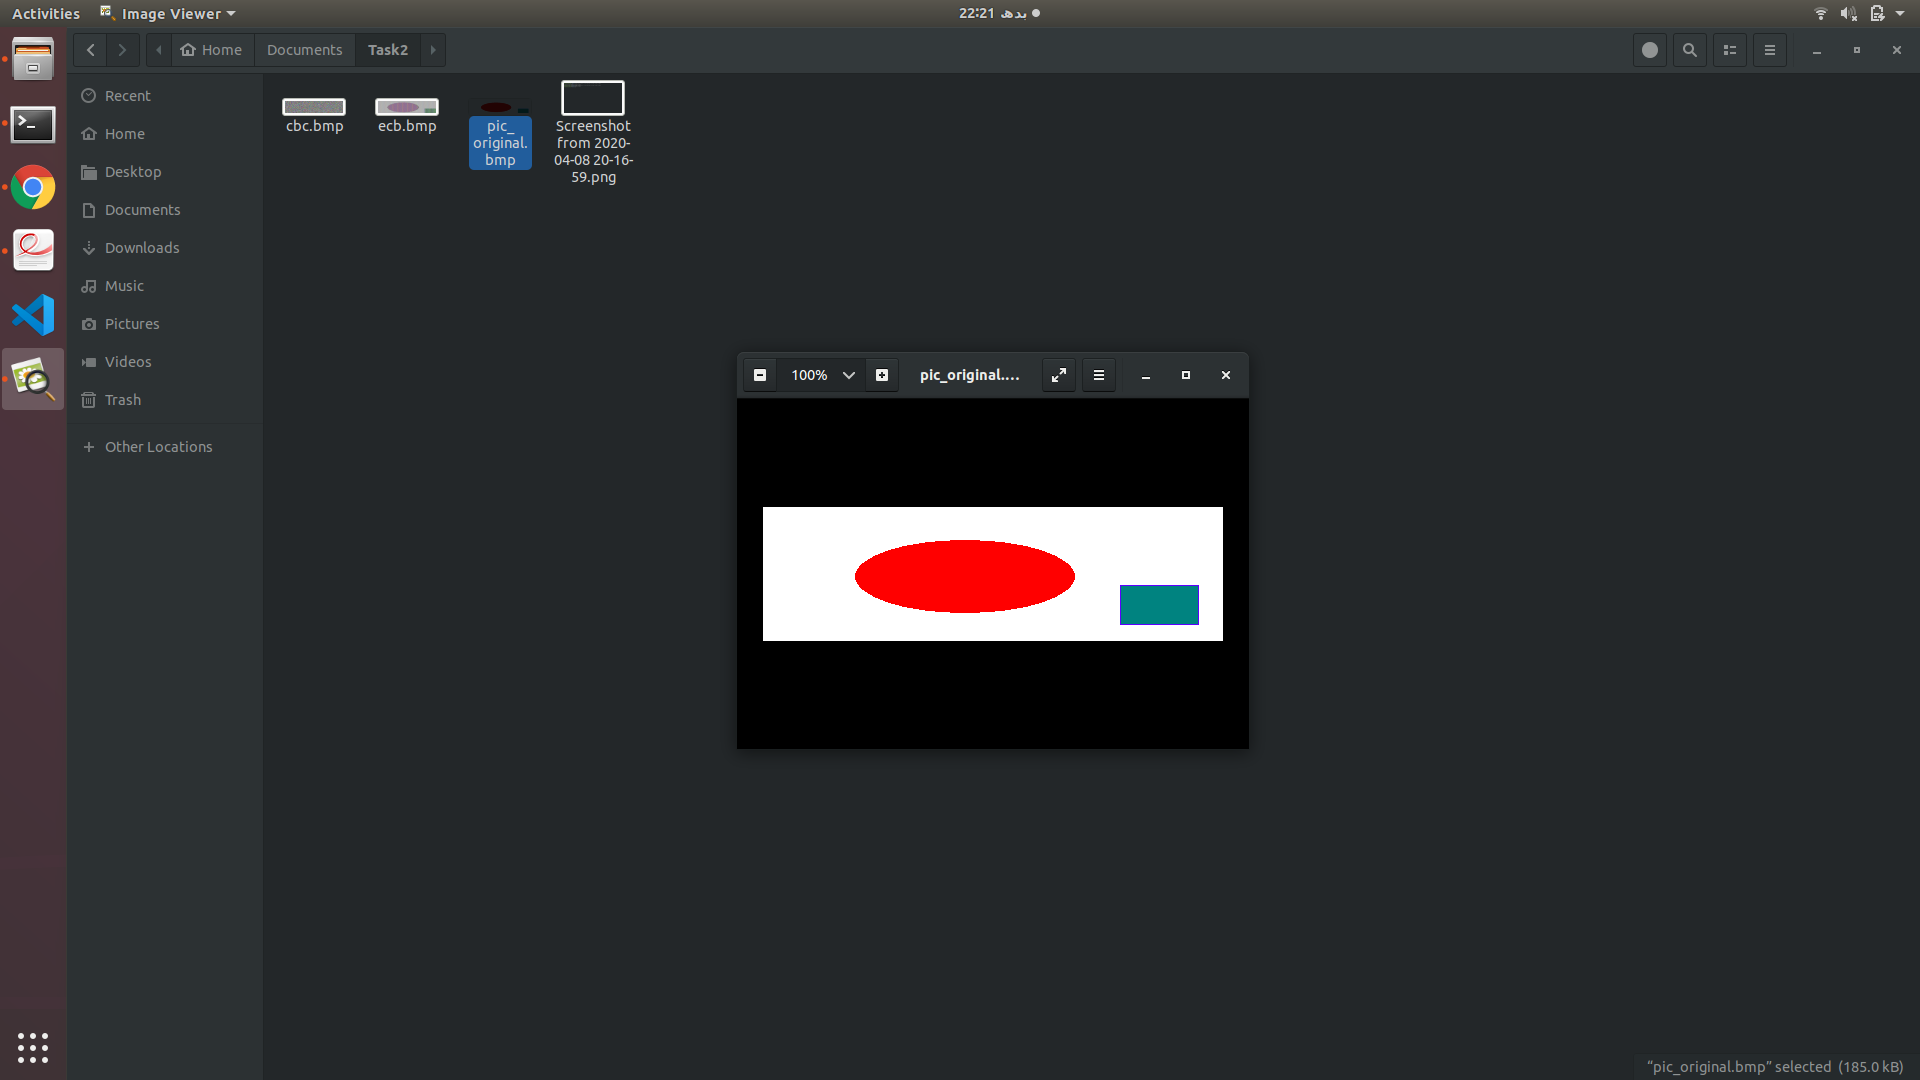 Activities
Image Viewer
22:21 بدھ
Home
Documents
Task2
Recent
Home
Desktop
Documents
Downloads
Music
Pictures
Videos
Trash
Other Locations
cbc.bmp
ecb.bmp
pic_
original.
bmp
Screenshot
from 2020-
04-08 20-16-
59.png
100%
pic_original....
“pic_original.bmp” selected (185.0 kB)